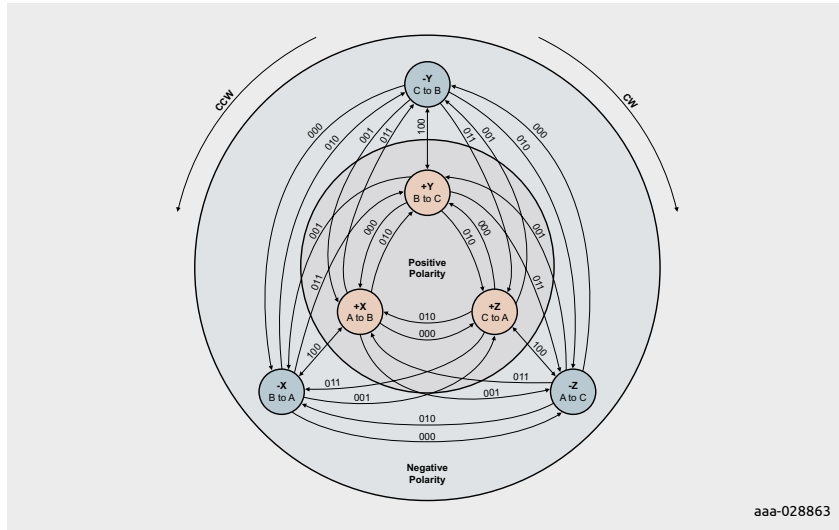 CCW
CW
-Y
C to B
000
010
001
011
100
011
001
010
000
+Y
B to C
001
011
000
010
010
000
001
011
Positive
Polarity
+X
A to B
+Z
C to A
010
000
100
100
011
001
011
001
-X
B to A
-Z
A to C
010
000
Negative
Polarity
aaa-028863